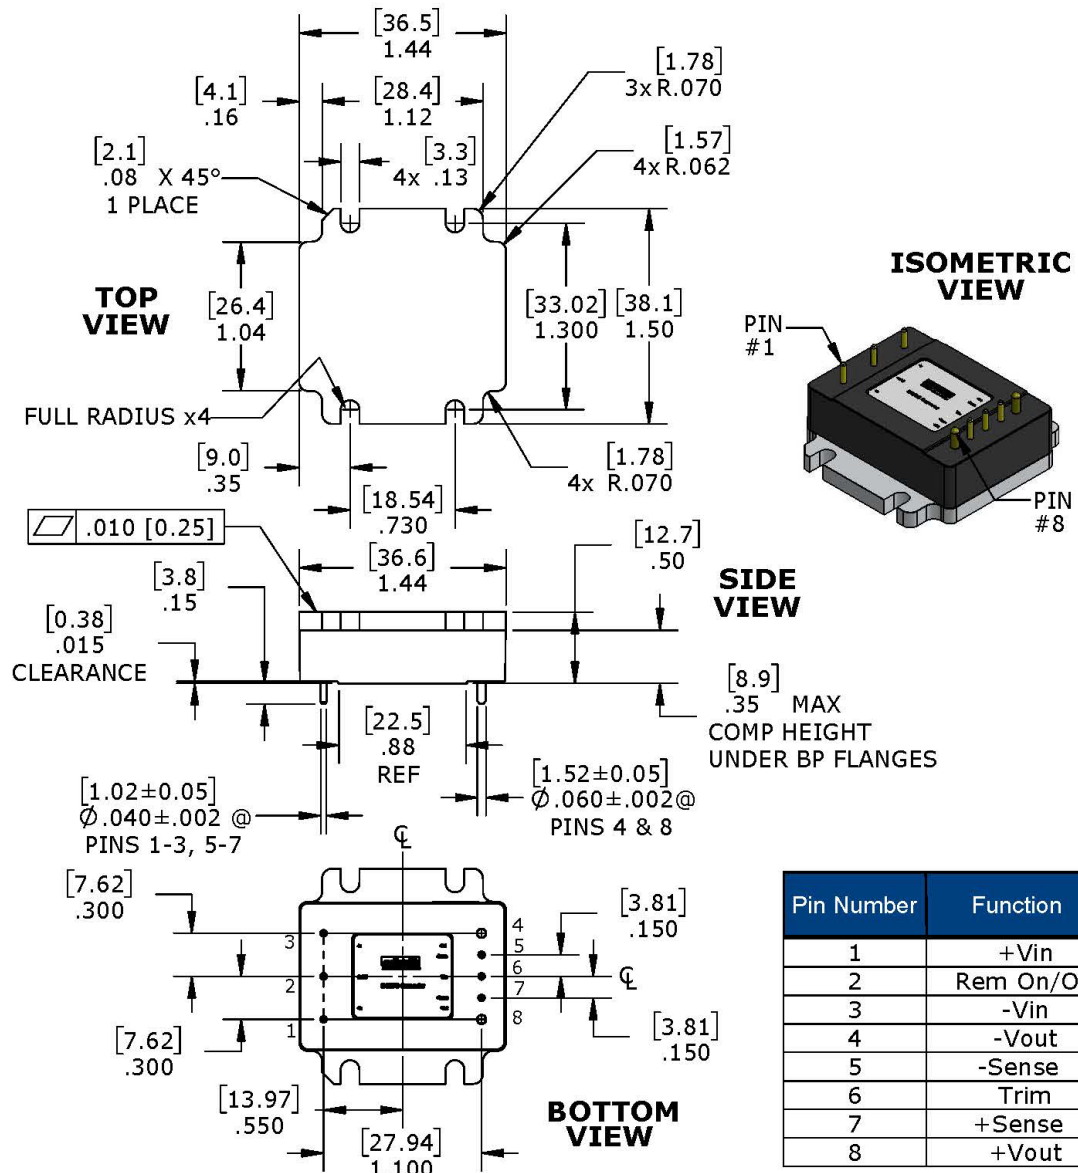 [36.5]
1.44
[4.1]
.16
[28.4]
1.12
[1.78]
3x R.070
[2.1]
.08 X 45°
1 PLACE
[3.3]
4x .13
[1.57]
4x R.062
TOP
VIEW
[26.4]
1.04
[33.02]
1.300
[38.1]
1.50
FULL RADIUS x4
[9.0]
.35
[18.54]
.730
[1.78]
4x R.070
ISOMETRIC
VIEW
PIN
#1
PIN
#8
.010 [0.25]
[36.6]
1.44
[12.7]
.50
SIDE
VIEW
[3.8]
.15
[0.38]
.015
CLEARANCE
[8.9]
.35 MAX
COMP HEIGHT
UNDER BP FLANGES
[22.5]
.88
REF
[1.02±0.05]
Ø.040±.002 @
PINS 1-3, 5-7
[1.52±0.05]
Ø.060±.002@
PINS 4 & 8
℄
[7.62]
.300
[3.81]
.150
3
2
1
4
5
6
7
8
℄
[7.62]
.300
[3.81]
.150
[13.97]
.550
[27.94]
1.100
BOTTOM
VIEW
Pin Number Function
1 +Vin
2 Rem On/O
3 -Vin
4 -Vout
5 -Sense
6 Trim
7 +Sense
8 +Vout